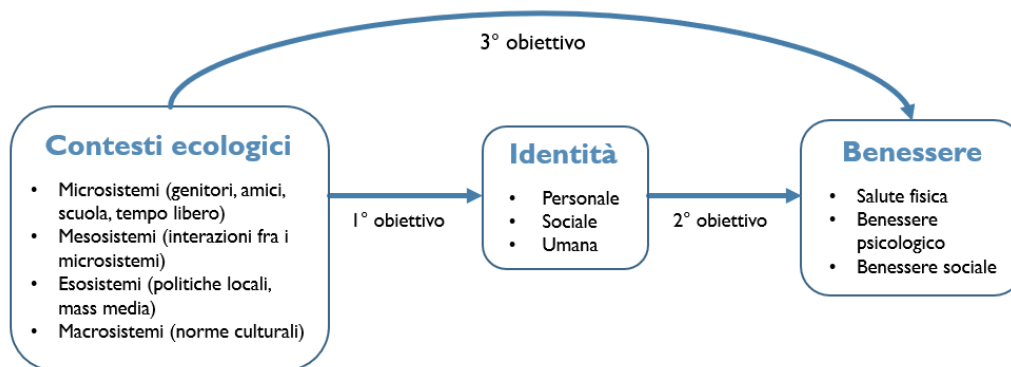 3° obiettivo
Contesti ecologici
• Microsistemi (genitori, amici,
scuola, tempo libero)
• Mesosistemi (interazioni fra i
microsistemi)
• Esosistemi (politiche locali,
mass media)
• Macrosistemi (norme culturali)
1° obiettivo
Identità
• Personale
• Sociale
• Umana
2° obiettivo
Benessere
• Salute fisica
• Benessere
psicologico
• Benessere sociale